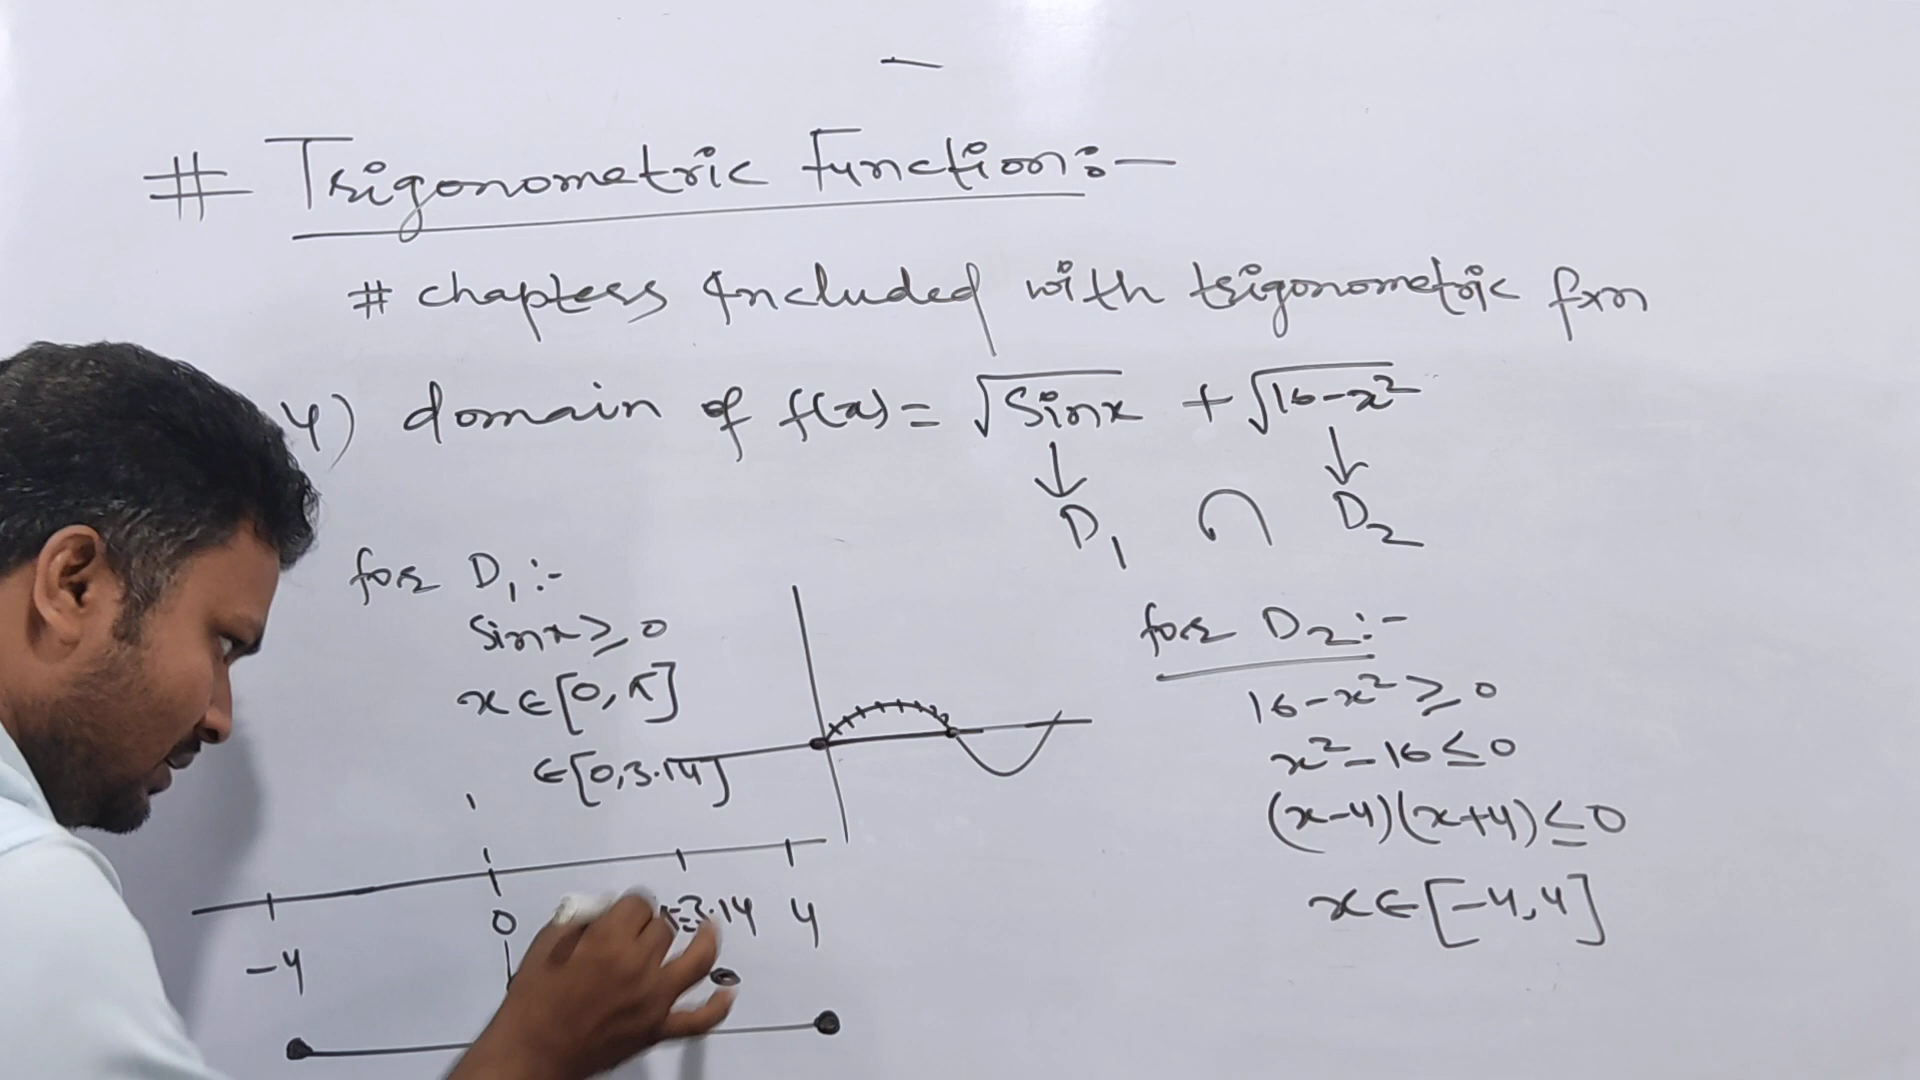 # Trigonometric Function:-
# chapters Included with trigonometric fxn
4) domain of f(x) = √sinx + √16-x²
↓ ↓
D₁ ∩ D₂
for D₁:-
sinx ≥ 0
x ∈ [0, π]
∈ [0, 3.14]
for D₂:-
16-x² ≥ 0
x²-16 ≤ 0
(x-4)(x+4) ≤ 0
x ∈ [-4, 4]
-4 0 =3.14 4